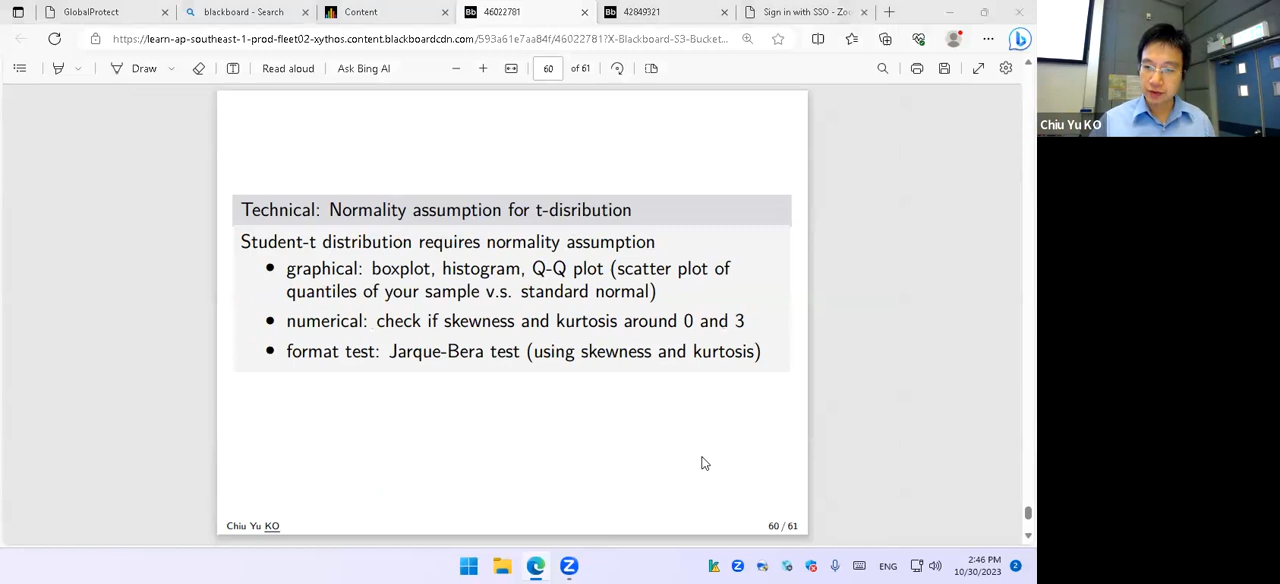 GlobalProtect
blackboard - Search
Content
Bb 46022781
Bb 42849321
Sign in with SSO - Zoo
https://learn-ap-southeast-1-prod-fleet02-xythos.content.blackboardcdn.com/593a61e7aa84f/46022781?X-Blackboard-S3-Bucket...
Draw
Read aloud
Ask Bing AI
60
of 61
Chiu Yu KO
Technical: Normality assumption for t-disribution
Student-t distribution requires normality assumption
• graphical: boxplot, histogram, Q-Q plot (scatter plot of
quantiles of your sample v.s. standard normal)
• numerical: check if skewness and kurtosis around 0 and 3
• format test: Jarque-Bera test (using skewness and kurtosis)
Chiu Yu KO
60 / 61
ENG
2:46 PM
10/30/2023
2